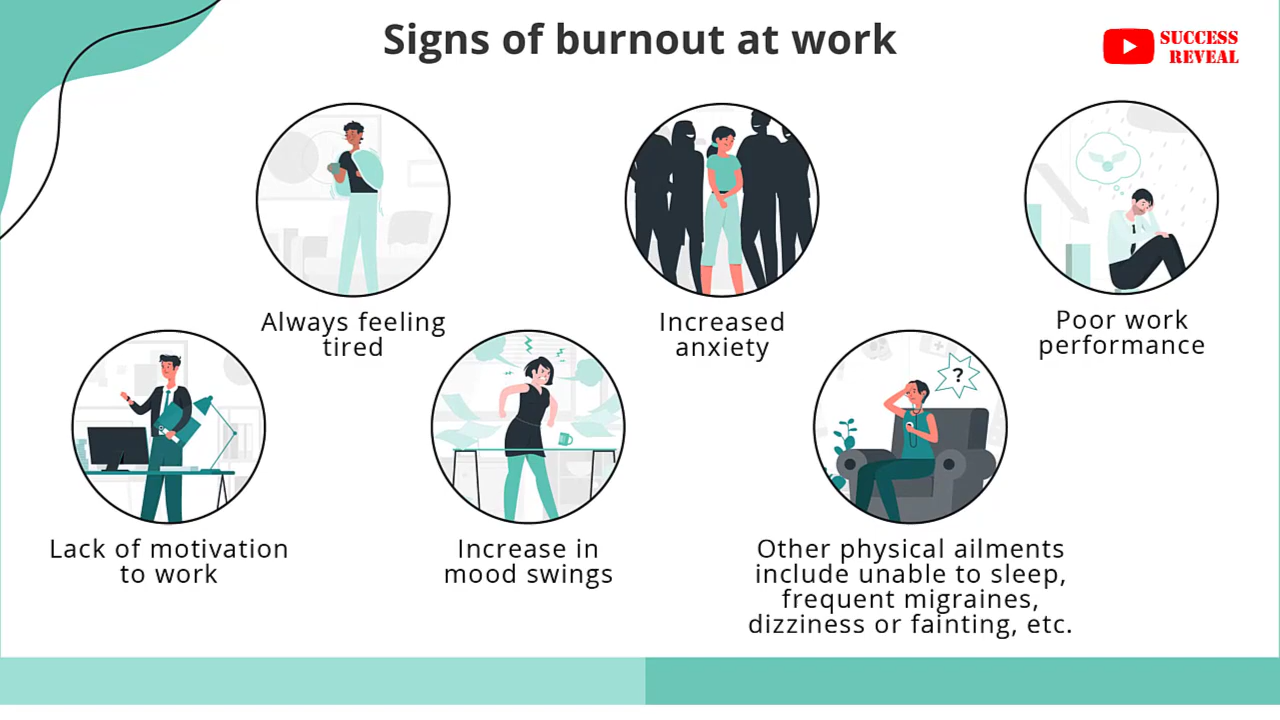 Signs of burnout at work
SUCCESS
REVEAL
Always feeling
tired
Increased
anxiety
Poor work
performance
?
Lack of motivation
to work
Increase in
mood swings
Other physical ailments
include unable to sleep,
frequent migraines,
dizziness or fainting, etc.